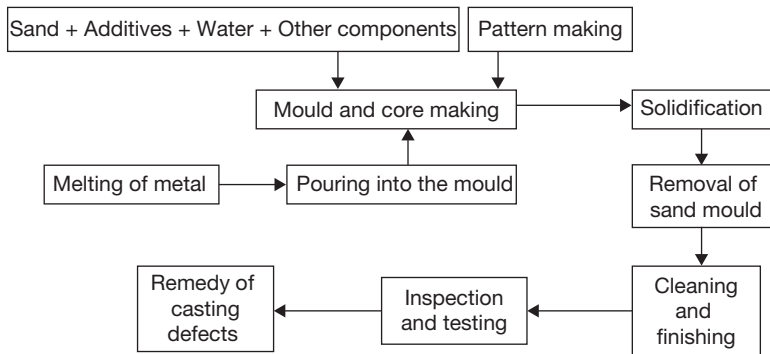 Sand + Additives + Water + Other components
Pattern making
Mould and core making
Solidification
Melting of metal
Pouring into the mould
Removal of
sand mould
Remedy of
casting
defects
Inspection
and testing
Cleaning
and
finishing